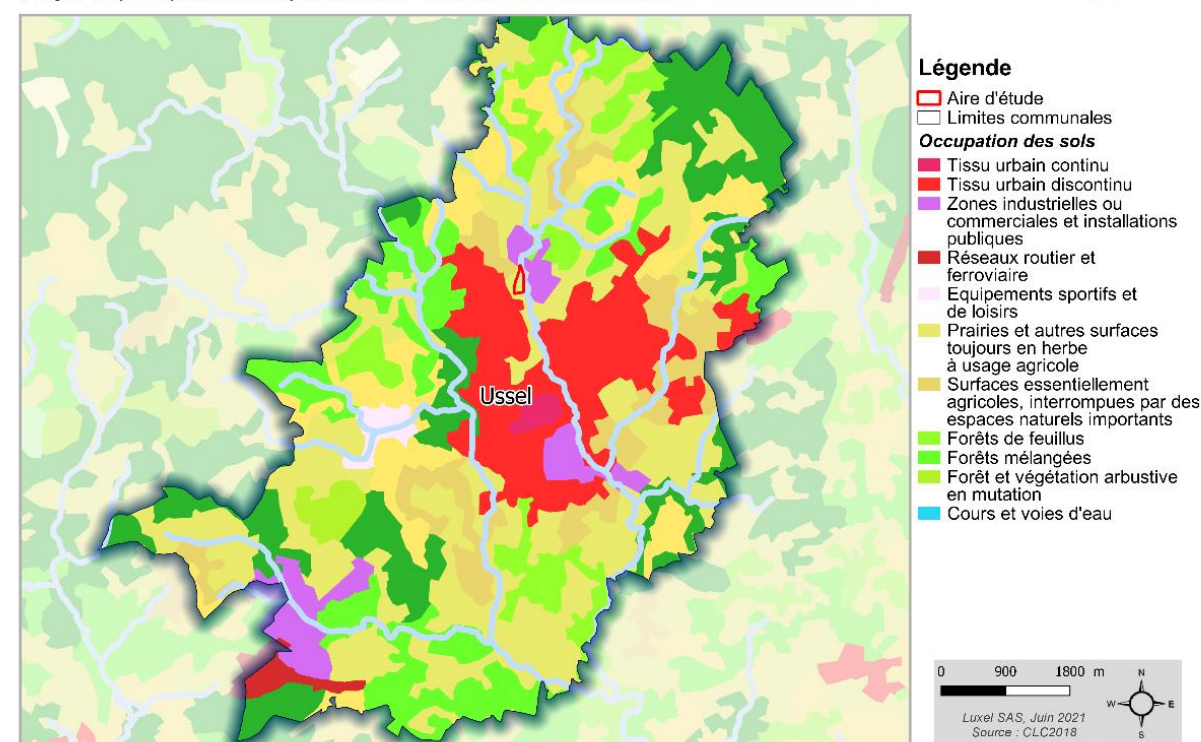 Ussel
Légende
Aire d'étude
Limites communales
Occupation des sols
Tissu urbain continu
Tissu urbain discontinu
Zones industrielles ou
commerciales et installations
publiques
Réseaux routier et
ferroviaire
Equipements sportifs et
de loisirs
Prairies et autres surfaces
toujours en herbe
à usage agricole
Surfaces essentiellement
agricoles, interrompues par des
espaces naturels importants
Forêts de feuillus
Forêts mélangées
Forêt et végétation arbustive
en mutation
Cours et voies d'eau
0 900 1800 m
N
W E
S
Luxel SAS, Juin 2021
Source : CLC2018